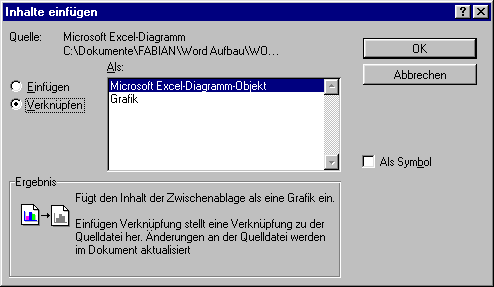 Inhalte einfügen
Quelle: Microsoft Excel-Diagramm
C:\Dokumente\FABIAN\Word Aufbau\WO...
Als:
Einfügen
Verknüpfen
Microsoft Excel-Diagramm-Objekt
Grafik
OK
Abbrechen
Als Symbol
Ergebnis
Fügt den Inhalt der Zwischenablage als eine Grafik ein.
Einfügen Verknüpfung stellt eine Verknüpfung zu der
Quelldatei her. Änderungen an der Quelldatei werden
im Dokument aktualisiert